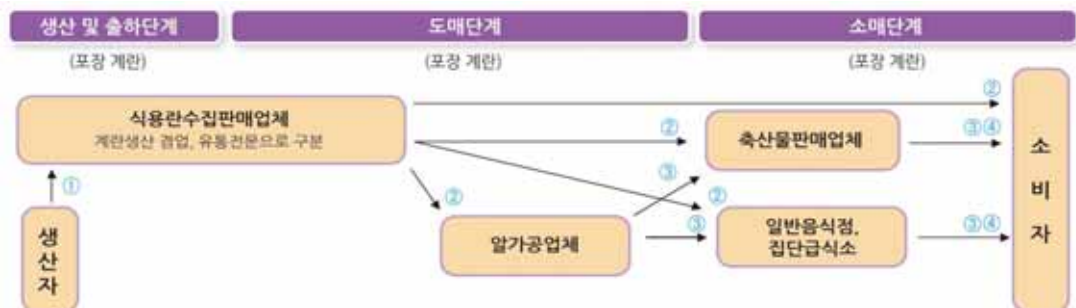 생산 및 출하단계
도매단계
소매단계
(포장 계란)
(포장 계란)
(포장 계란)
식용란수집판매업체
계란생산 겸업, 유통전문으로 구분
②
②
축산물판매업체
③④
소비자
①
②
③
②
생산자
알가공업체
③
일반음식점,
집단급식소
③④